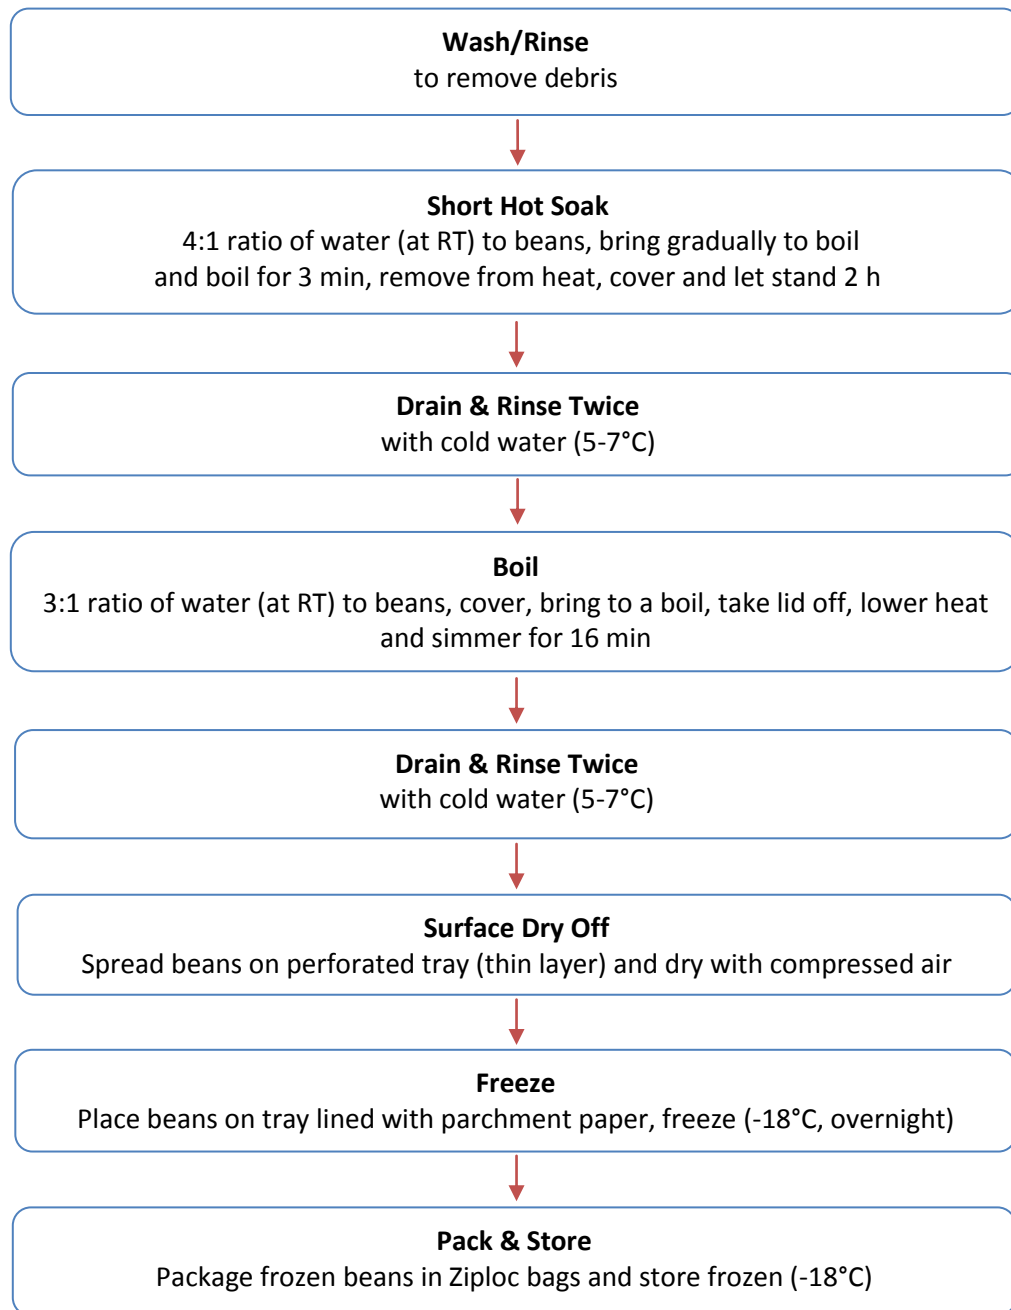 Wash/Rinse
to remove debris
Short Hot Soak
4:1 ratio of water (at RT) to beans, bring gradually to boil
and boil for 3 min, remove from heat, cover and let stand 2 h
Drain & Rinse Twice
with cold water (5-7°C)
Boil
3:1 ratio of water (at RT) to beans, cover, bring to a boil, take lid off, lower heat
and simmer for 16 min
Drain & Rinse Twice
with cold water (5-7°C)
Surface Dry Off
Spread beans on perforated tray (thin layer) and dry with compressed air
Freeze
Place beans on tray lined with parchment paper, freeze (-18°C, overnight)
Pack & Store
Package frozen beans in Ziploc bags and store frozen (-18°C)